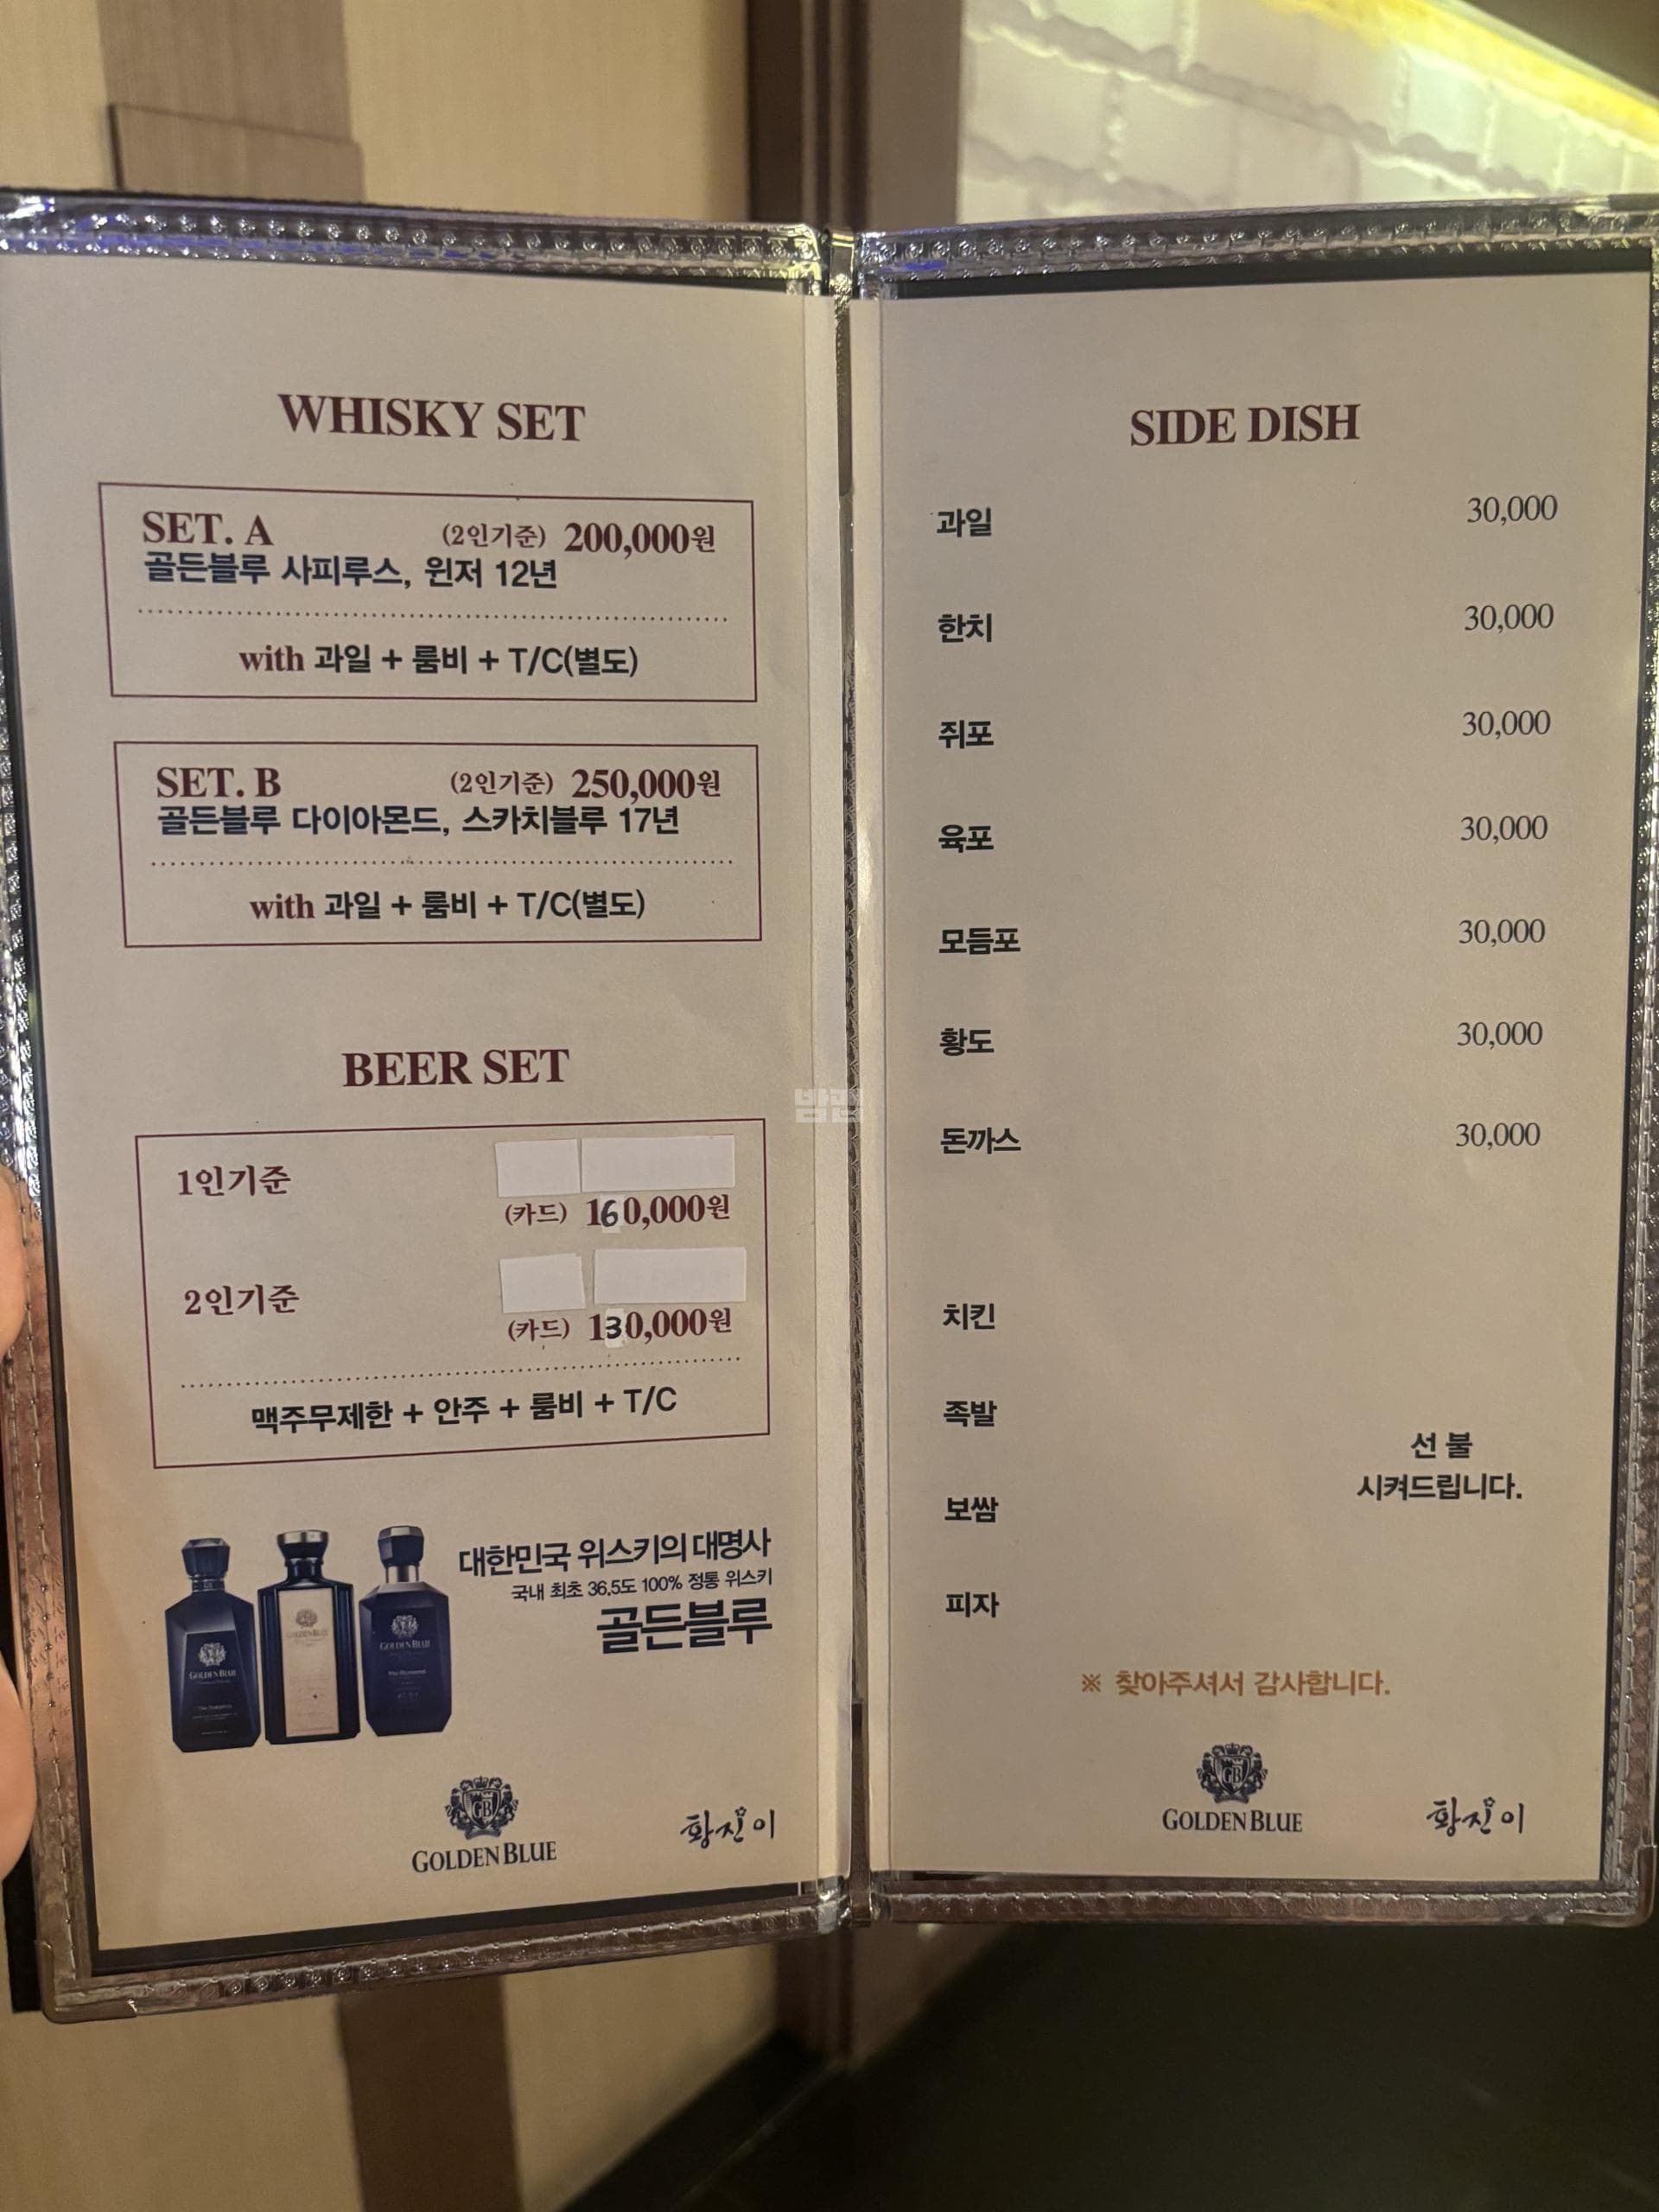 WHISKY SET
SET. A (2인기준) 200,000원
골든블루 사피루스, 윈저 12년
with 과일 + 룸비 + T/C(별도)
SET. B (2인기준) 250,000원
골든블루 다이아몬드, 스카치블루 17년
with 과일 + 룸비 + T/C(별도)
BEER SET
1인기준
(카드) 160,000원
2인기준
(카드) 130,000원
맥주무제한 + 안주 + 룸비 + T/C
대한민국 위스키의 대명사
국내 최초 36.5도 100% 정통 위스키
골든블루
GOLDEN BLUE
GOLDEN BLUE
GB
GOLDEN BLUE
황진이
SIDE DISH
과일 30,000
한치 30,000
쥐포 30,000
육포 30,000
모듬포 30,000
황도 30,000
돈까스 30,000
치킨
족발
보쌈
피자
선 불
시켜드립니다.
※ 찾아주셔서 감사합니다.
GB
GOLDEN BLUE
황진이
밤편